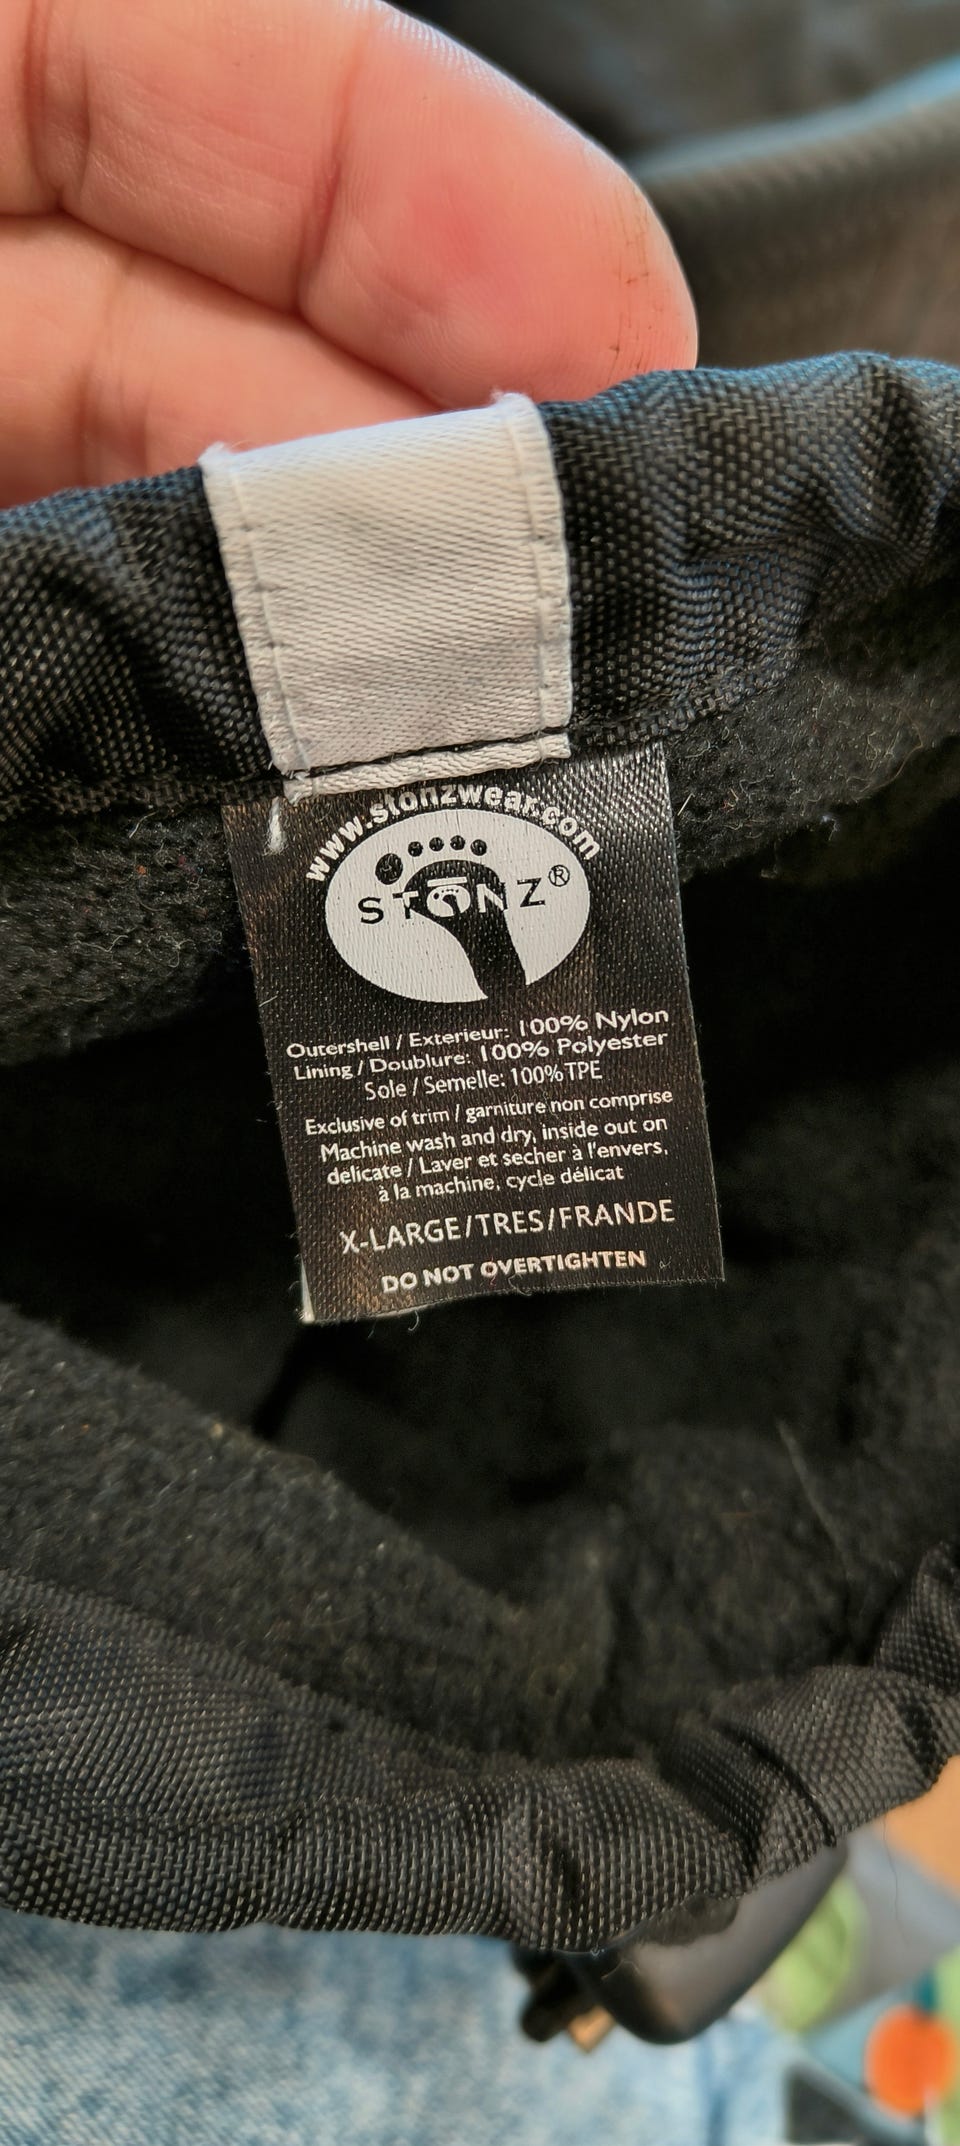 www.stonzwear.com
STŌNZ®
Outershell / Exterieur: 100% Nylon
Lining / Doublure: 100% Polyester
Sole / Semelle: 100% TPE
Exclusive of trim / garniture non comprise
Machine wash and dry, inside out on
delicate / Laver et secher à l'envers,
à la machine, cycle délicat
X-LARGE/TRES/FRANDE
DO NOT OVERTIGHTEN